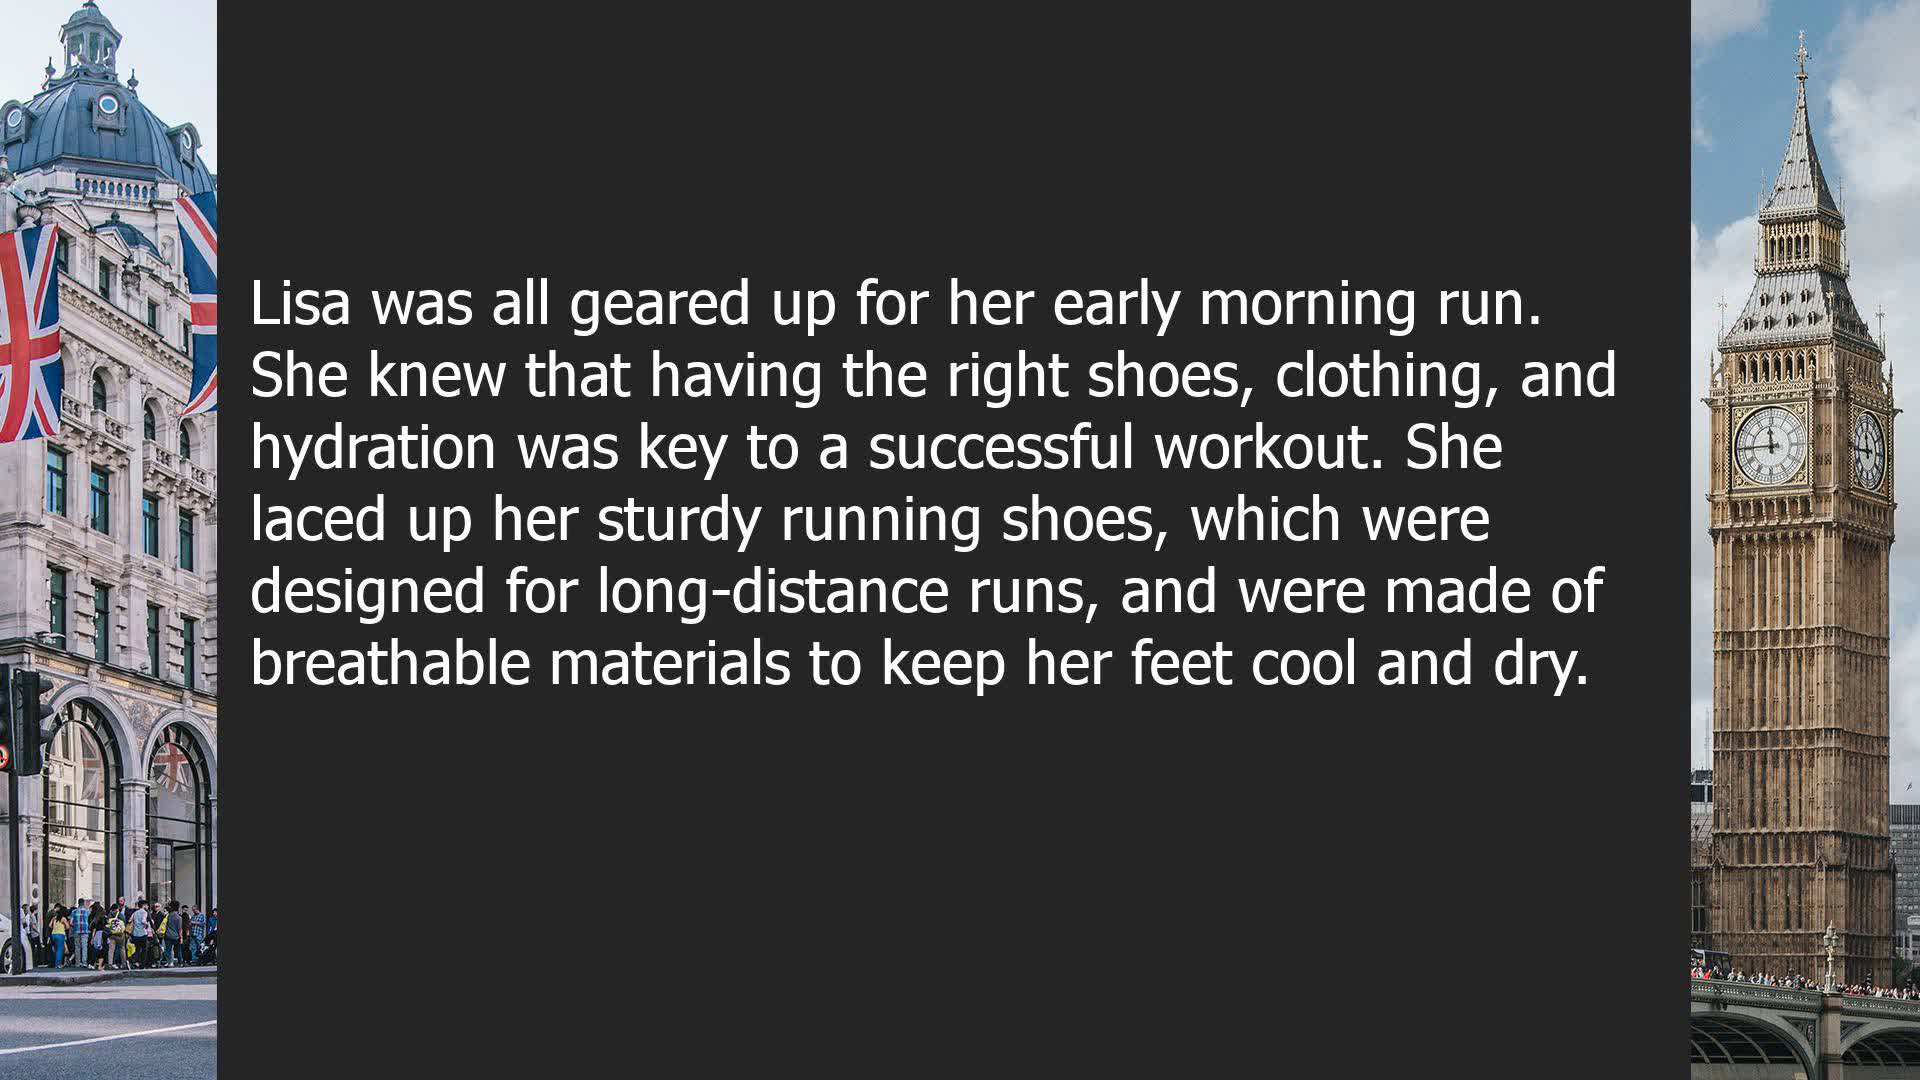 Lisa was all geared up for her early morning run.
She knew that having the right shoes, clothing, and
hydration was key to a successful workout. She
laced up her sturdy running shoes, which were
designed for long-distance runs, and were made of
breathable materials to keep her feet cool and dry.